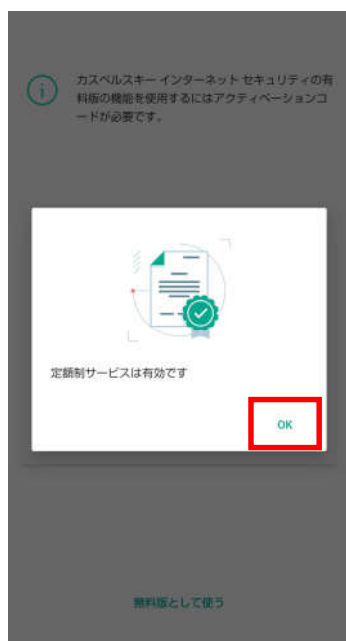 カスペルスキー インターネット セキュリティの有
料版の機能を使用するにはアクティベーションコ
ードが必要です。
定額制サービスは有効です
OK
無料版として使う